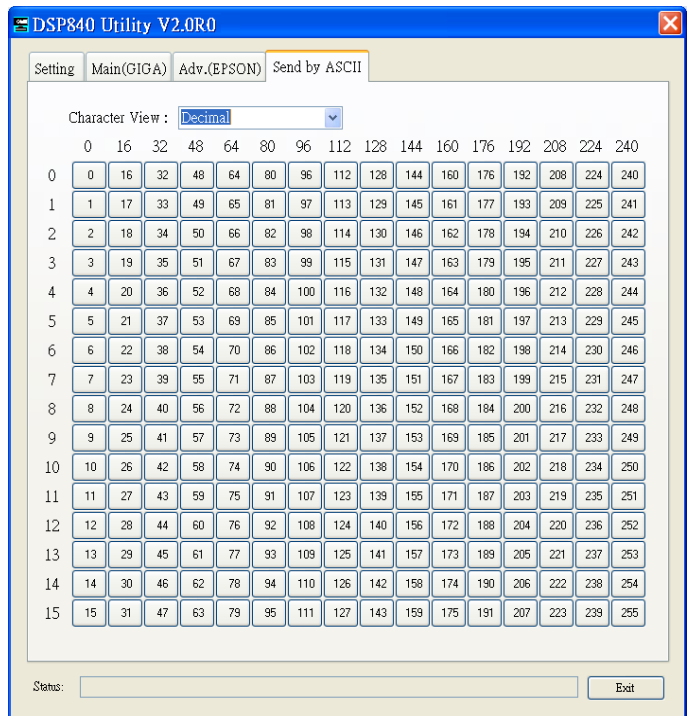 DSP840 Utility V2.0R0
Setting Main(GIGA) Adv.(EPSON) Send by ASCII
Character View : Decimal
0 16 32 48 64 80 96 112 128 144 160 176 192 208 224 240
0 0 16 32 48 64 80 96 112 128 144 160 176 192 208 224 240
1 1 17 33 49 65 81 97 113 129 145 161 177 193 209 225 241
2 2 18 34 50 66 82 98 114 130 146 162 178 194 210 226 242
3 3 19 35 51 67 83 99 115 131 147 163 179 195 211 227 243
4 4 20 36 52 68 84 100 116 132 148 164 180 196 212 228 244
5 5 21 37 53 69 85 101 117 133 149 165 181 197 213 229 245
6 6 22 38 54 70 86 102 118 134 150 166 182 198 214 230 246
7 7 23 39 55 71 87 103 119 135 151 167 183 199 215 231 247
8 8 24 40 56 72 88 104 120 136 152 168 184 200 216 232 248
9 9 25 41 57 73 89 105 121 137 153 169 185 201 217 233 249
10 10 26 42 58 74 90 106 122 138 154 170 186 202 218 234 250
11 11 27 43 59 75 91 107 123 139 155 171 187 203 219 235 251
12 12 28 44 60 76 92 108 124 140 156 172 188 204 220 236 252
13 13 29 45 61 77 93 109 125 141 157 173 189 205 221 237 253
14 14 30 46 62 78 94 110 126 142 158 174 190 206 222 238 254
15 15 31 47 63 79 95 111 127 143 159 175 191 207 223 239 255
Status: Exit